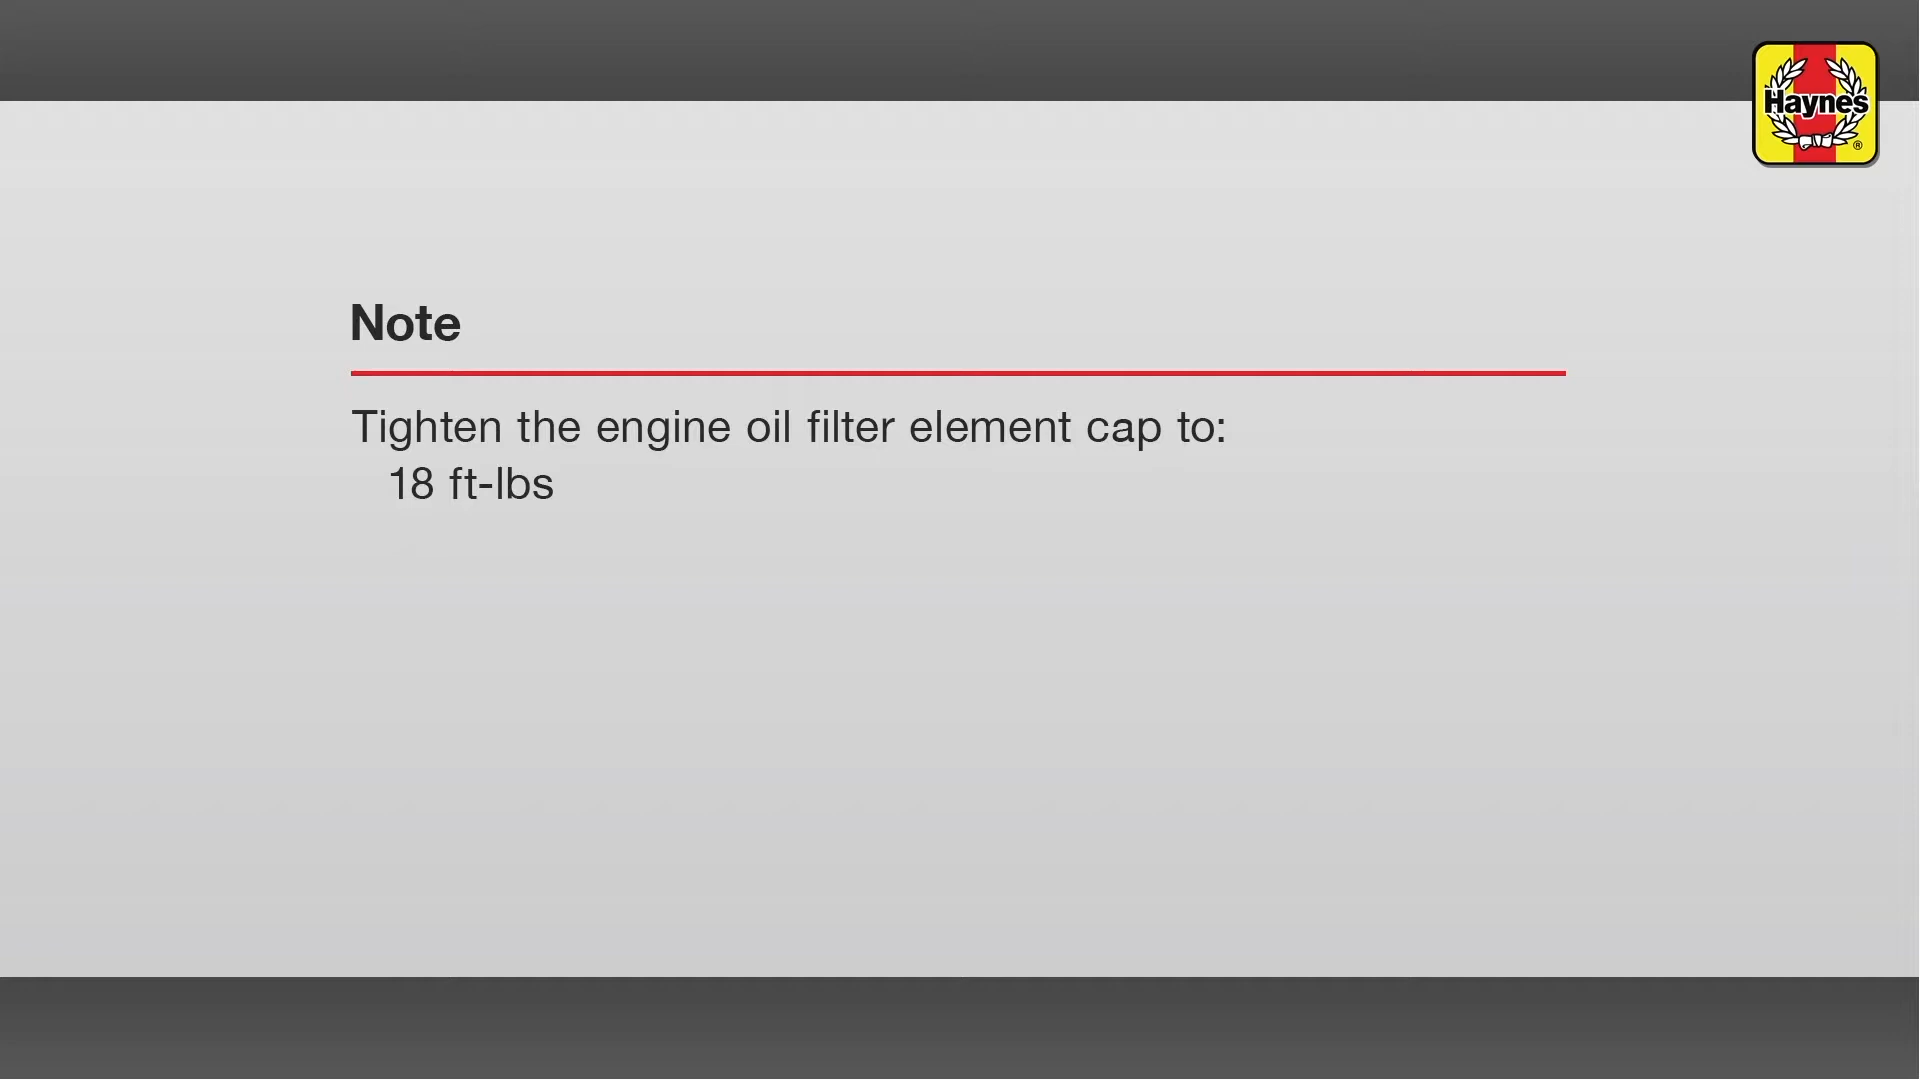 Haynes
®
Note
Tighten the engine oil filter element cap to:
18 ft-lbs